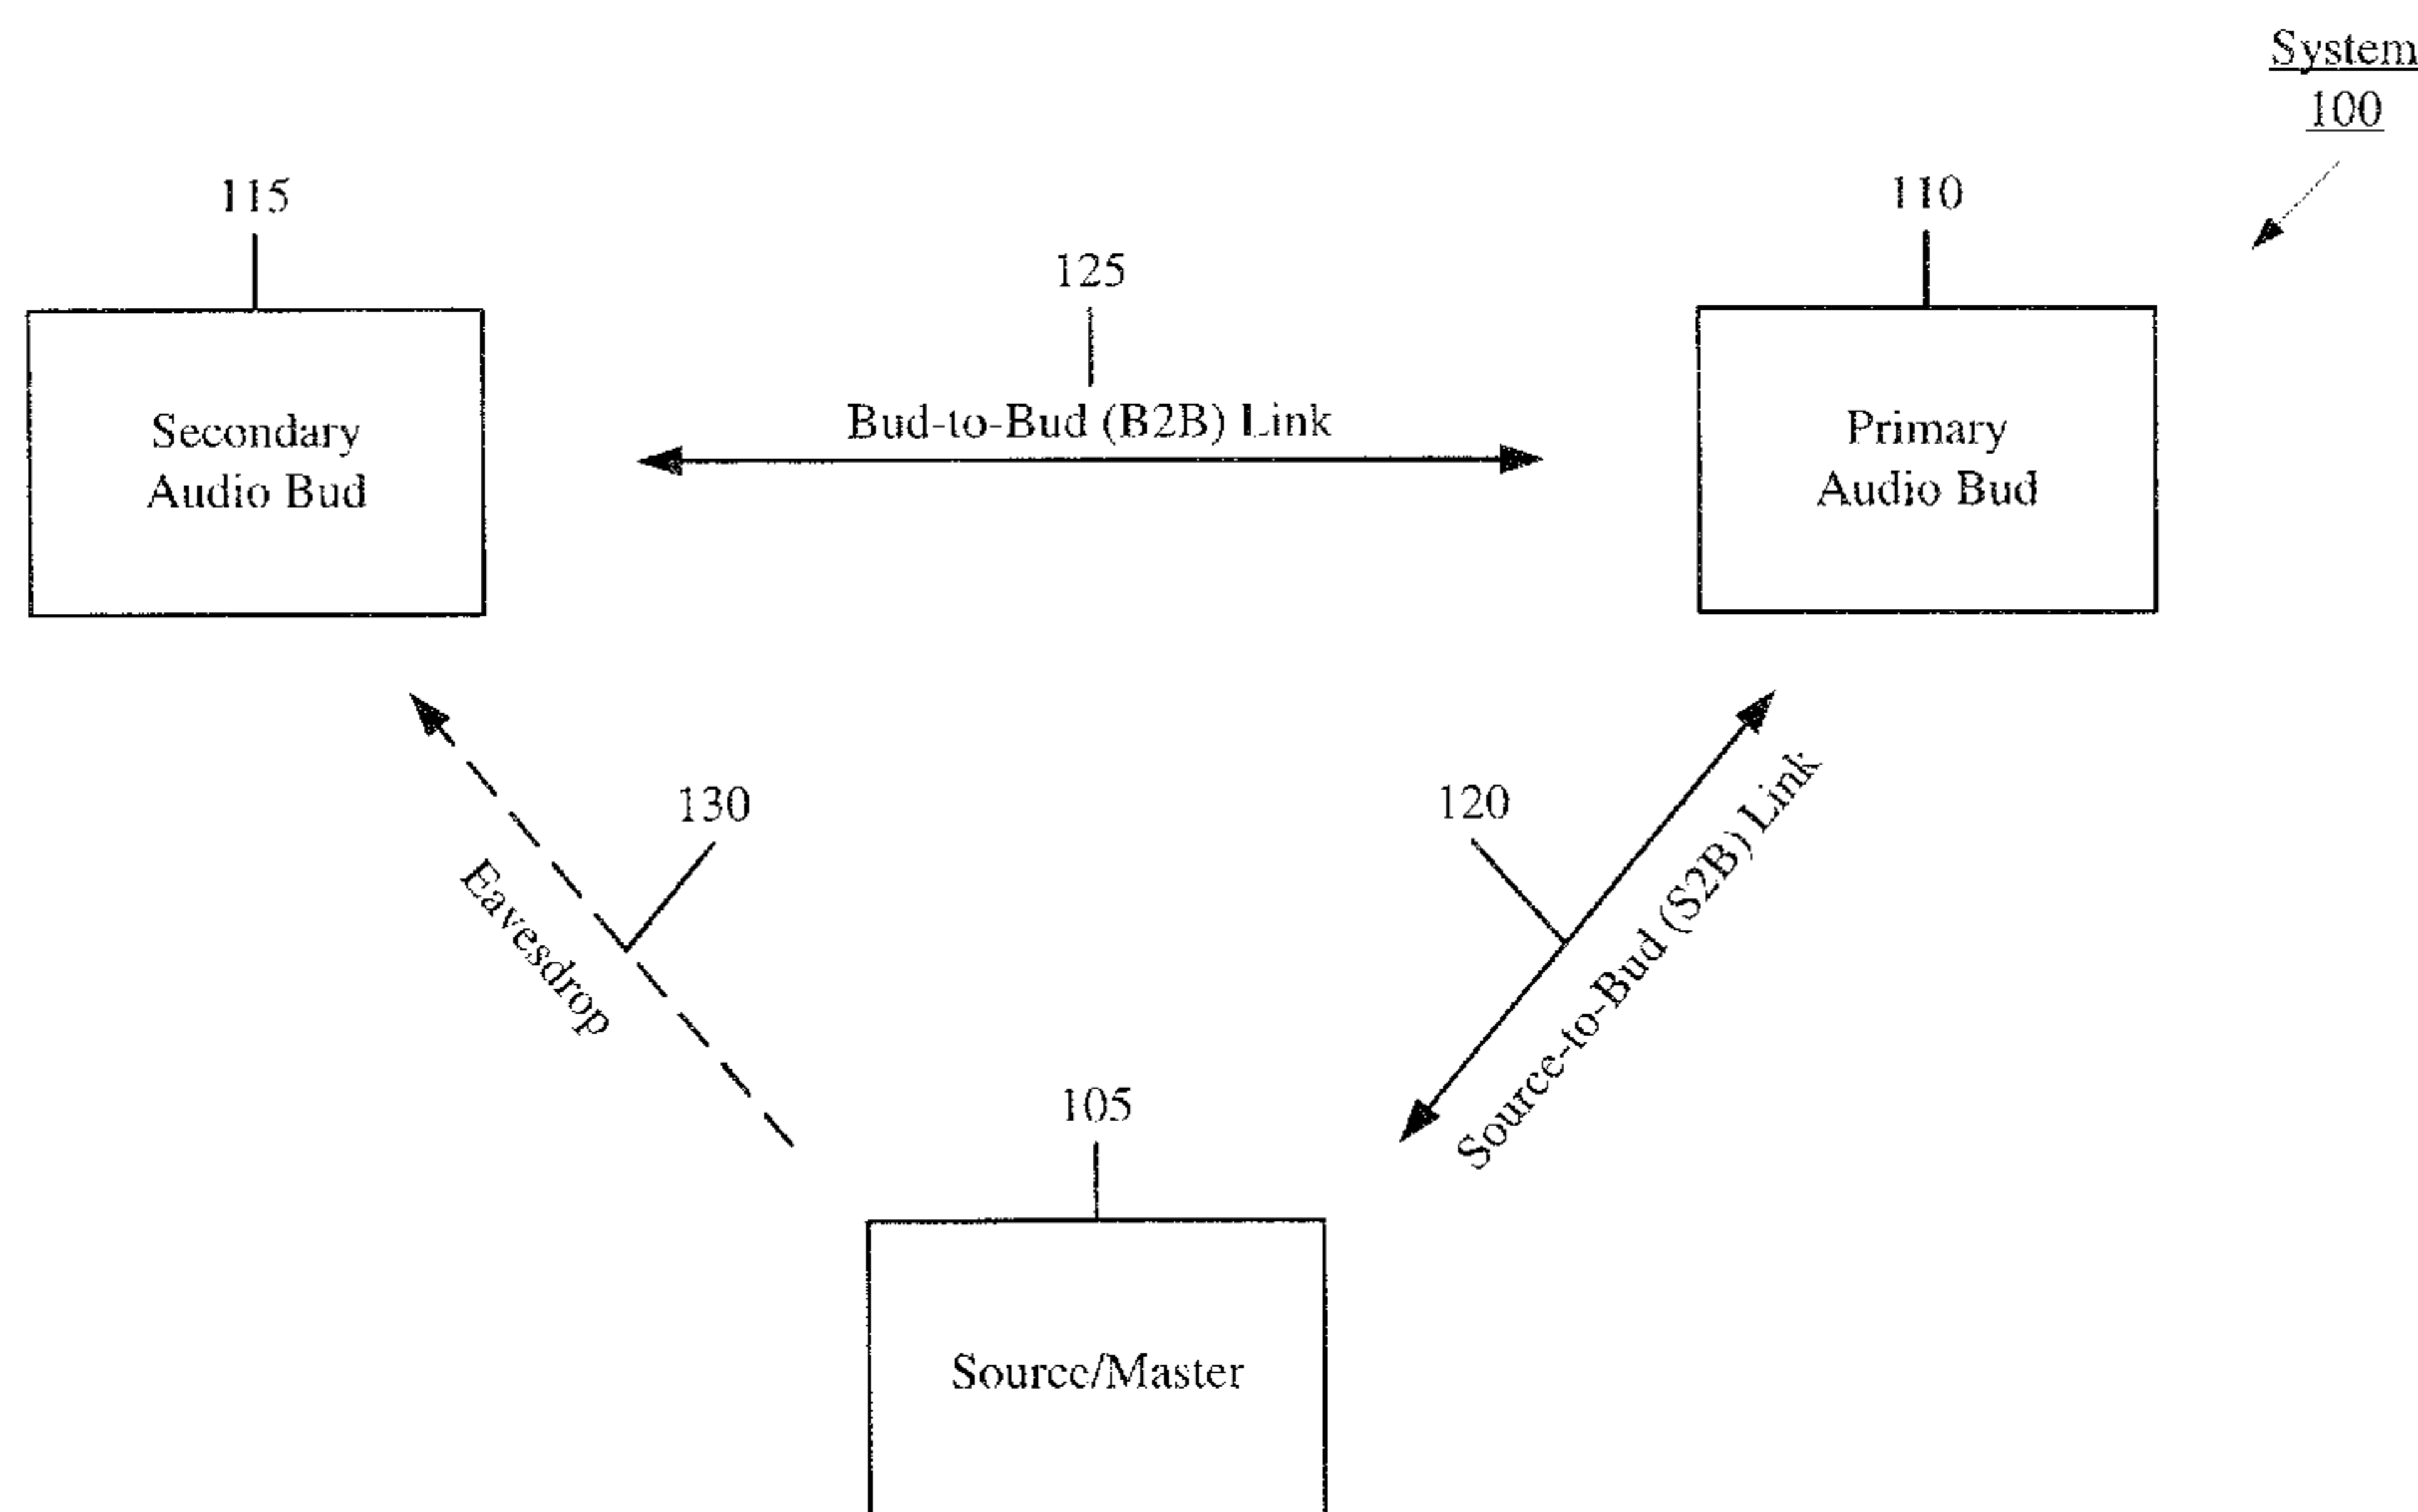 System
100
115
110
125
Bud-to-Bud (B2B) Link
Secondary
Audio Bud
Primary
Audio Bud
130
120
Eavesdrop
Source-to-Bud (S2B) Link
105
Source/Master